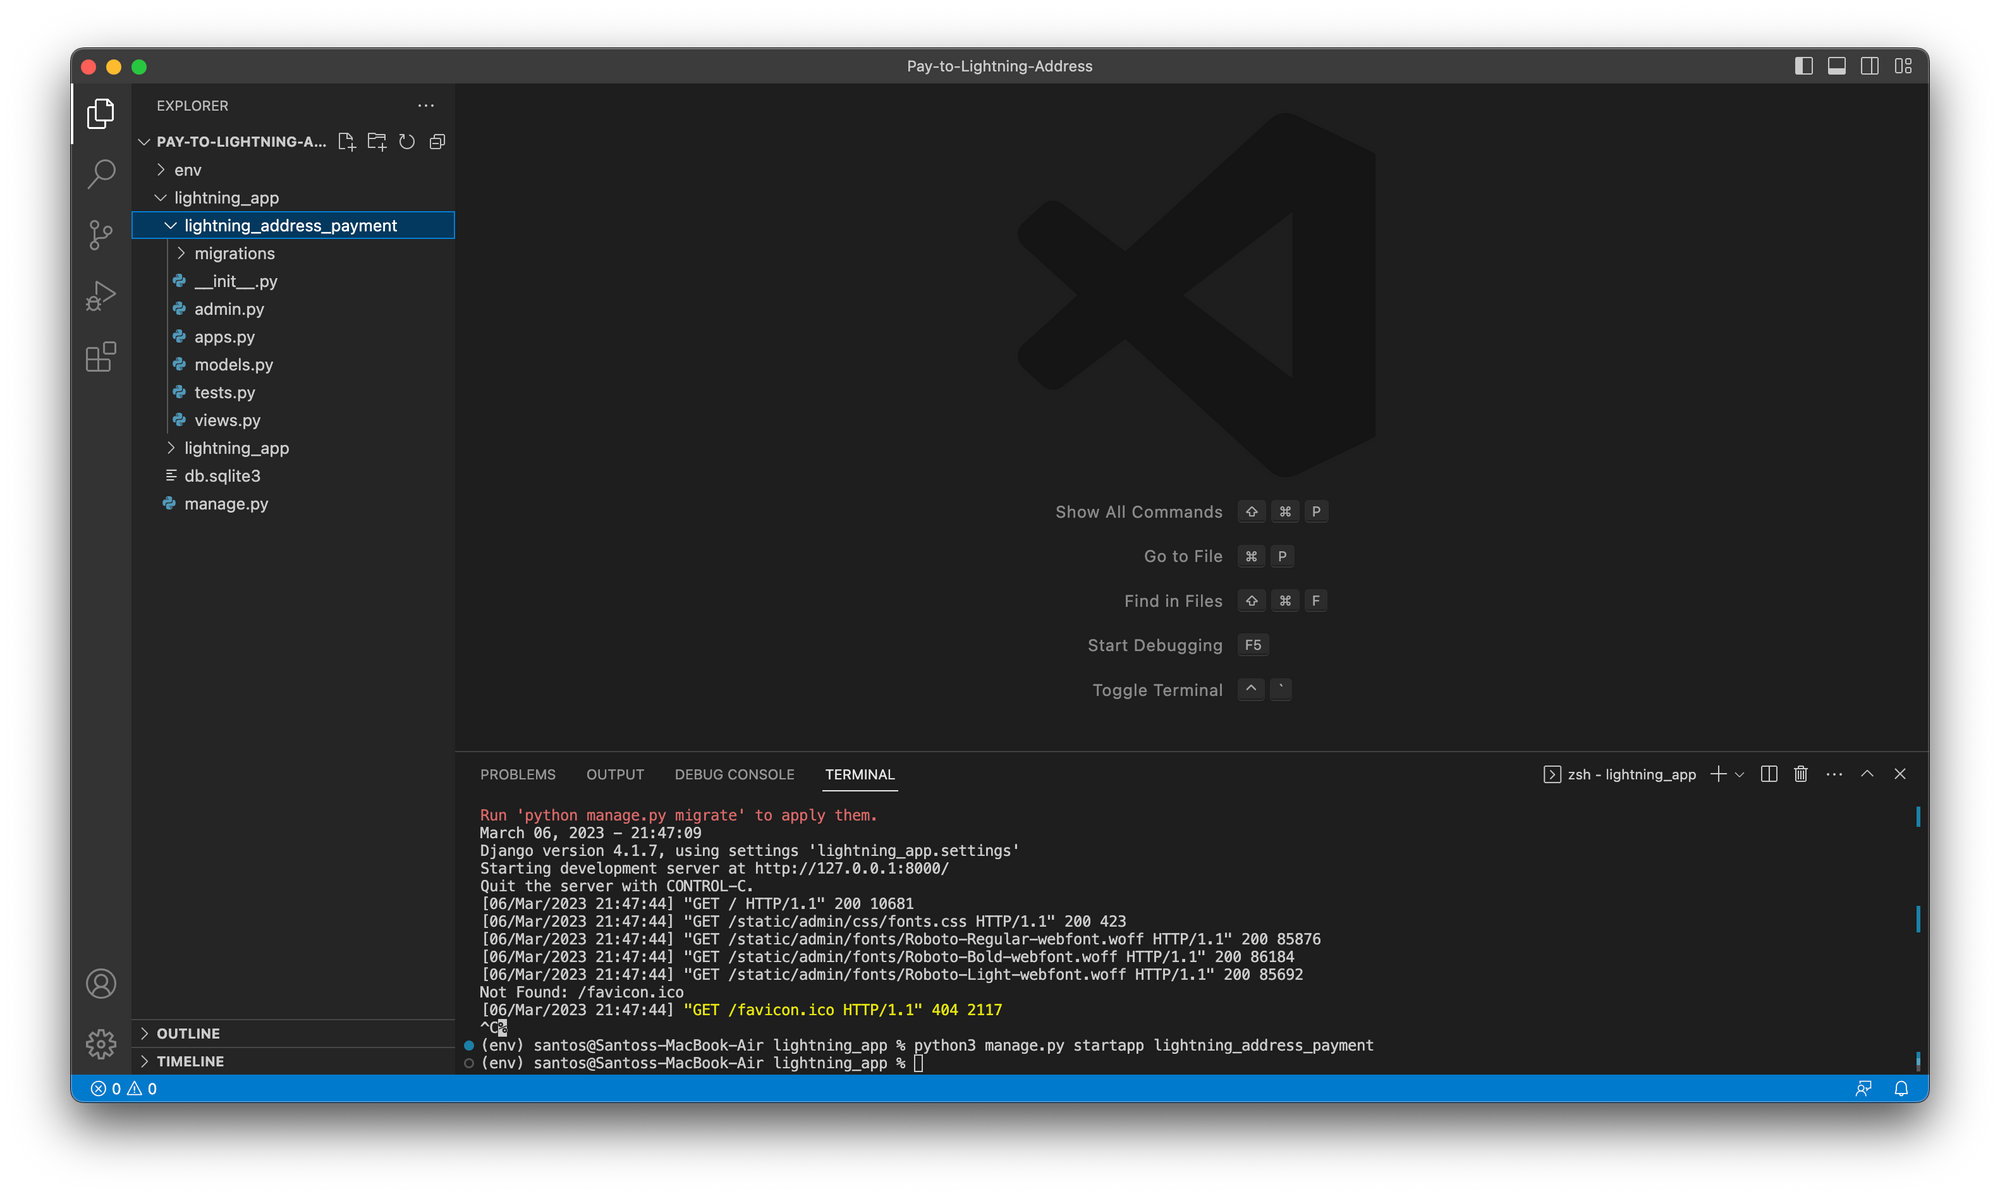 Pay-to-Lightning-Address
EXPLORER
PAY-TO-LIGHTNING-A...
env
lightning_app
lightning_address_payment
migrations
__init__.py
admin.py
apps.py
models.py
tests.py
views.py
lightning_app
db.sqlite3
manage.py
OUTLINE
TIMELINE
Show All Commands ⇧ ⌘ P
Go to File ⌘ P
Find in Files ⇧ ⌘ F
Start Debugging F5
Toggle Terminal ^ `
PROBLEMS OUTPUT DEBUG CONSOLE TERMINAL zsh - lightning_app
Run 'python manage.py migrate' to apply them.
March 06, 2023 - 21:47:09
Django version 4.1.7, using settings 'lightning_app.settings'
Starting development server at http://127.0.0.1:8000/
Quit the server with CONTROL-C.
[06/Mar/2023 21:47:44] "GET / HTTP/1.1" 200 10681
[06/Mar/2023 21:47:44] "GET /static/admin/css/fonts.css HTTP/1.1" 200 423
[06/Mar/2023 21:47:44] "GET /static/admin/fonts/Roboto-Regular-webfont.woff HTTP/1.1" 200 85876
[06/Mar/2023 21:47:44] "GET /static/admin/fonts/Roboto-Bold-webfont.woff HTTP/1.1" 200 86184
[06/Mar/2023 21:47:44] "GET /static/admin/fonts/Roboto-Light-webfont.woff HTTP/1.1" 200 85692
Not Found: /favicon.ico
[06/Mar/2023 21:47:44] "GET /favicon.ico HTTP/1.1" 404 2117
^C%
(env) santos@Santoss-MacBook-Air lightning_app % python3 manage.py startapp lightning_address_payment
(env) santos@Santoss-MacBook-Air lightning_app %
0 0